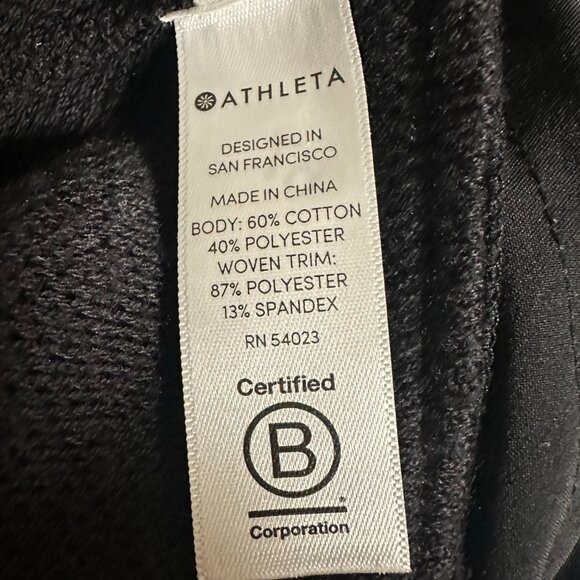 ATHLETA
DESIGNED IN
SAN FRANCISCO
MADE IN CHINA
BODY: 60% COTTON
40% POLYESTER
WOVEN TRIM:
87% POLYESTER
13% SPANDEX
RN 54023
Certified
B
Corporation